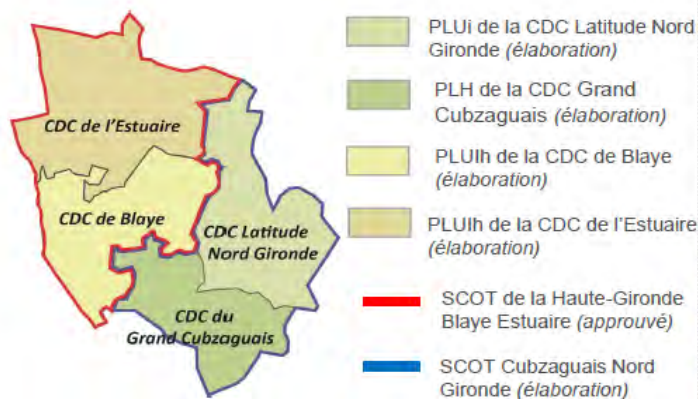 CDC de l'Estuaire
CDC de Blaye
CDC Latitude
Nord Gironde
CDC du
Grand Cubzaguais
PLUi de la CDC Latitude Nord
Gironde (élaboration)
PLH de la CDC Grand
Cubzaguais (élaboration)
PLUIh de la CDC de Blaye
(élaboration)
PLUIh de la CDC de l'Estuaire
(élaboration)
SCOT de la Haute-Gironde
Blaye Estuaire (approuvé)
SCOT Cubzaguais Nord
Gironde (élaboration)